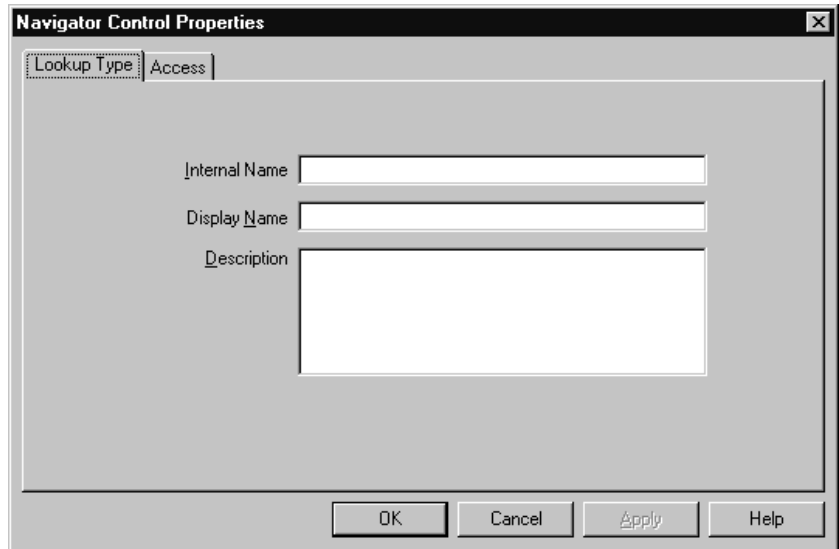 Navigator Control Properties
Lookup Type Access
Internal Name
Display Name
Description
OK Cancel Apply Help